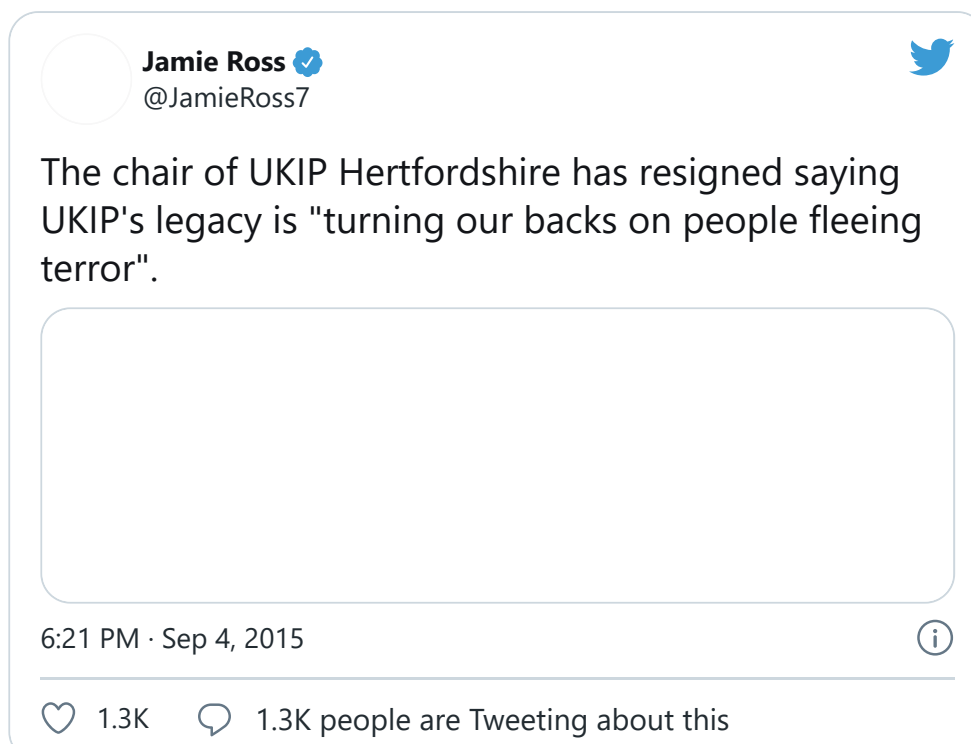 Jamie Ross
@JamieRoss7
The chair of UKIP Hertfordshire has resigned saying
UKIP's legacy is "turning our backs on people fleeing
terror".
6:21 PM · Sep 4, 2015
1.3K 1.3K people are Tweeting about this